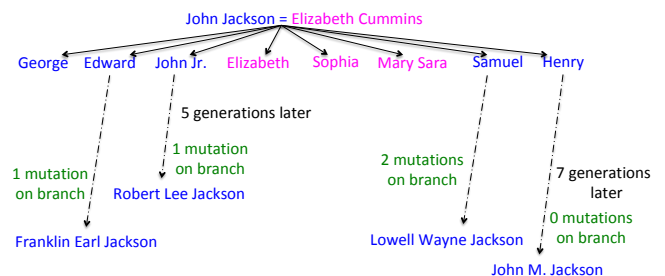 John Jackson = Elizabeth Cummins
George Edward John Jr. Elizabeth Sophia Mary Sara Samuel Henry
5 generations later
1 mutation
on branch
2 mutations
on branch
1 mutation
on branch
7 generations
later
Robert Lee Jackson
0 mutations
on branch
Franklin Earl Jackson
Lowell Wayne Jackson
John M. Jackson